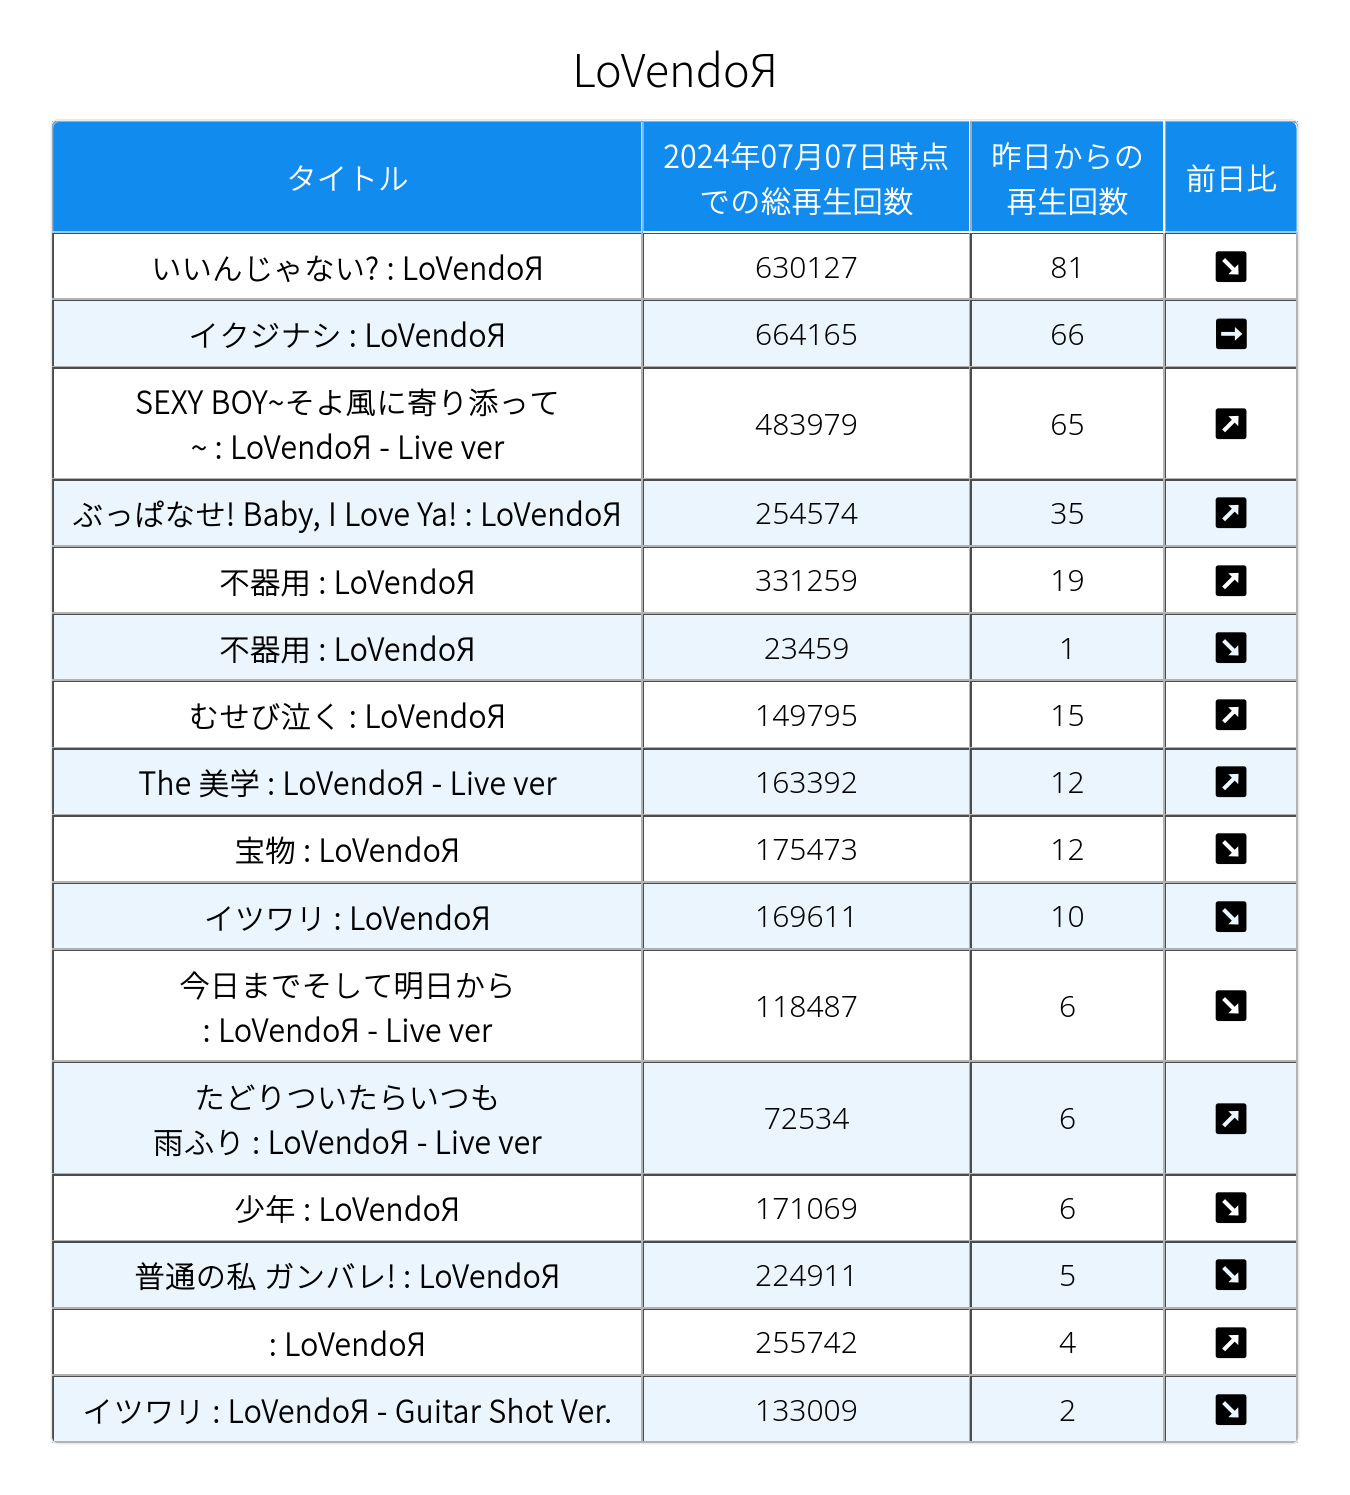 LoVendoЯ
タイトル
2024年07月07日時点
での総再生回数
昨日からの
再生回数
前日比
いいんじゃない? : LoVendoЯ
630127
81
イクジナシ : LoVendoЯ
664165
66
SEXY BOY~そよ風に寄り添って
~ : LoVendoЯ - Live ver
483979
65
ぶっぱなせ! Baby, I Love Ya! : LoVendoЯ
254574
35
不器用 : LoVendoЯ
331259
19
不器用 : LoVendoЯ
23459
1
むせび泣く : LoVendoЯ
149795
15
The 美学 : LoVendoЯ - Live ver
163392
12
宝物 : LoVendoЯ
175473
12
イツワリ : LoVendoЯ
169611
10
今日までそして明日から
: LoVendoЯ - Live ver
118487
6
たどりついたらいつも
雨ふり : LoVendoЯ - Live ver
72534
6
少年 : LoVendoЯ
171069
6
普通の私 ガンバレ! : LoVendoЯ
224911
5
: LoVendoЯ
255742
4
イツワリ : LoVendoЯ - Guitar Shot Ver.
133009
2